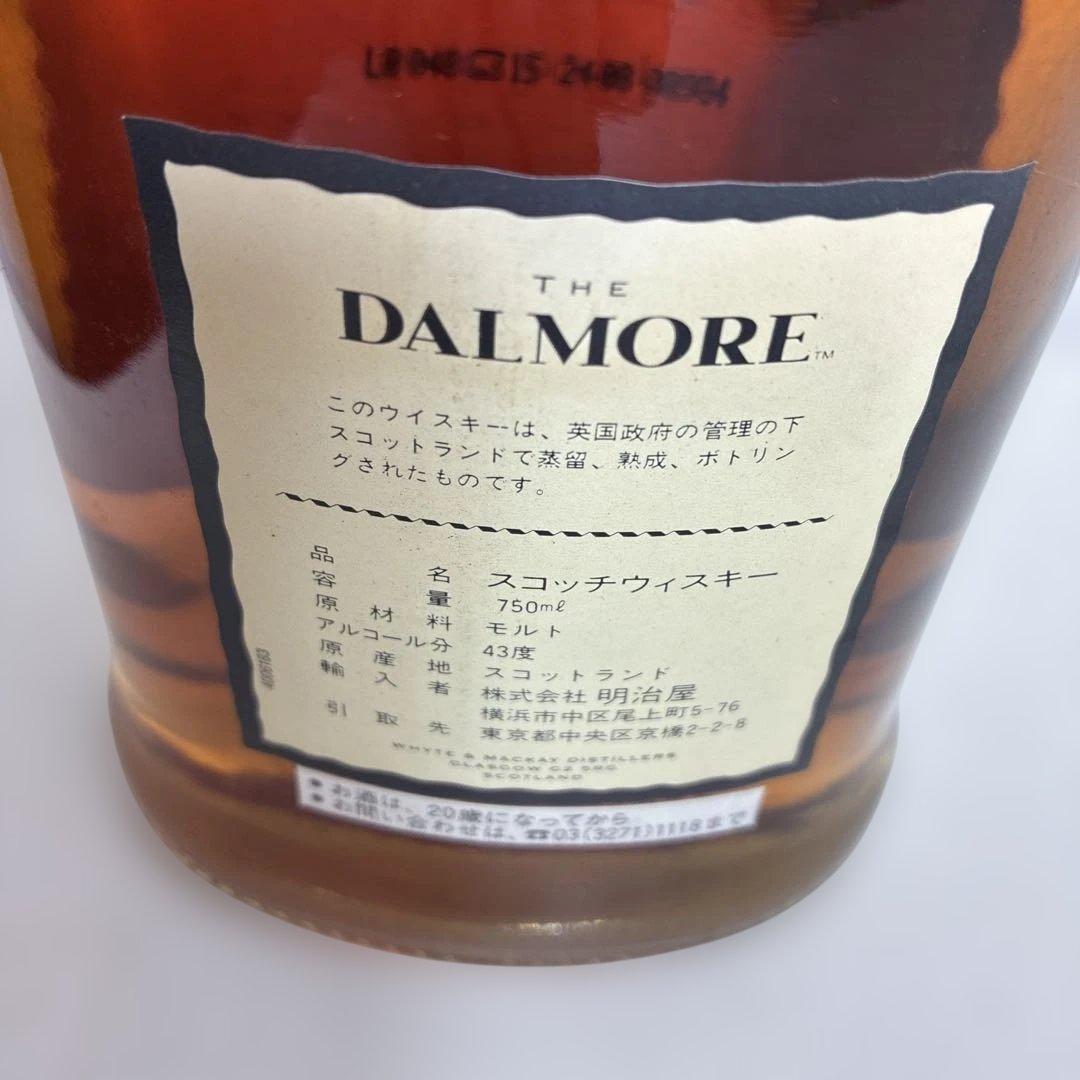 THE
DALMORE™
このウイスキーは、英国政府の管理の下
スコットランドで蒸留、熟成、ボトリン
グされたものです。
品名 スコッチウィスキー
容量 750mℓ
原材料 モルト
アルコール分 43度
原産地 スコットランド
輸入者 株式会社 明治屋
横浜市中区尾上町5-76
引取先 東京都中央区京橋2-2-8
WHYTE & MACKAY DISTILLERS
GLASGOW G2 5RG
SCOTLAND
● お酒は、20歳になってから
● お問い合わせは、☎03(3271)1118まで